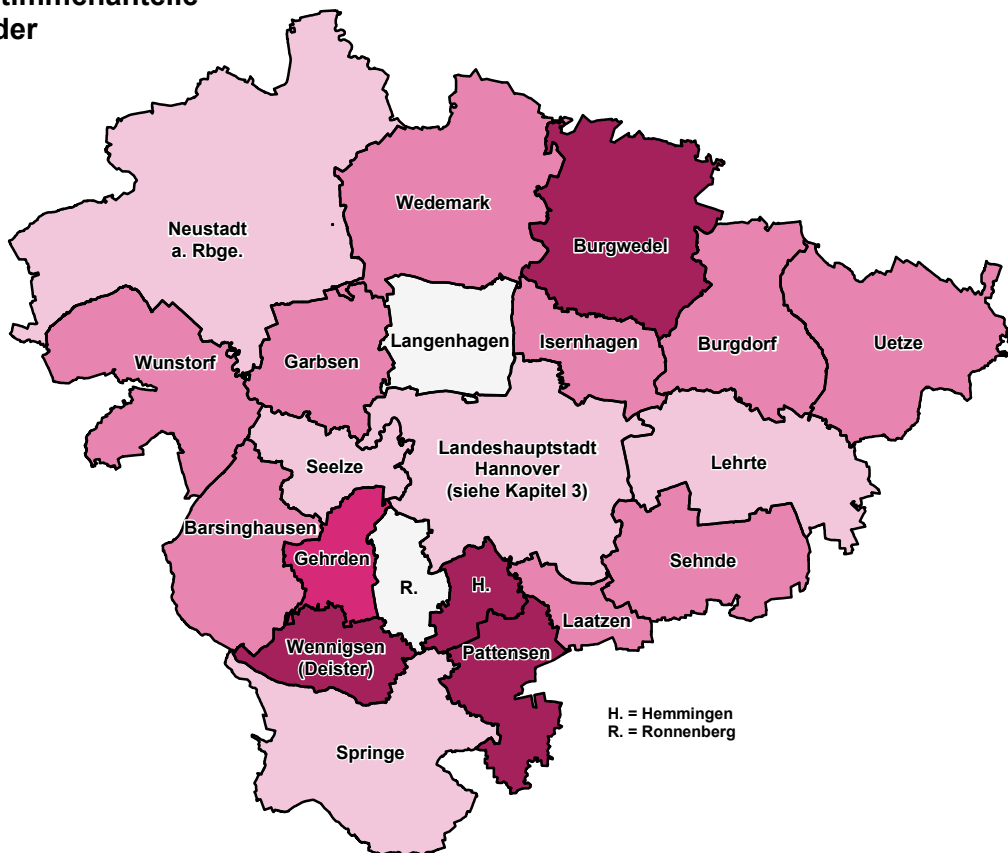 der
Neustadt
a. Rbge.
Wedemark
Burgwedel
Langenhagen
Isernhagen
Burgdorf
Uetze
Wunstorf
Garbsen
Seelze
Landeshauptstadt
Hannover
(siehe Kapitel 3)
Lehrte
Barsinghausen
Gehrden
R.
H.
Sehnde
Laatzen
Wennigsen
(Deister)
Pattensen
Springe
H. = Hemmingen
R. = Ronnenberg